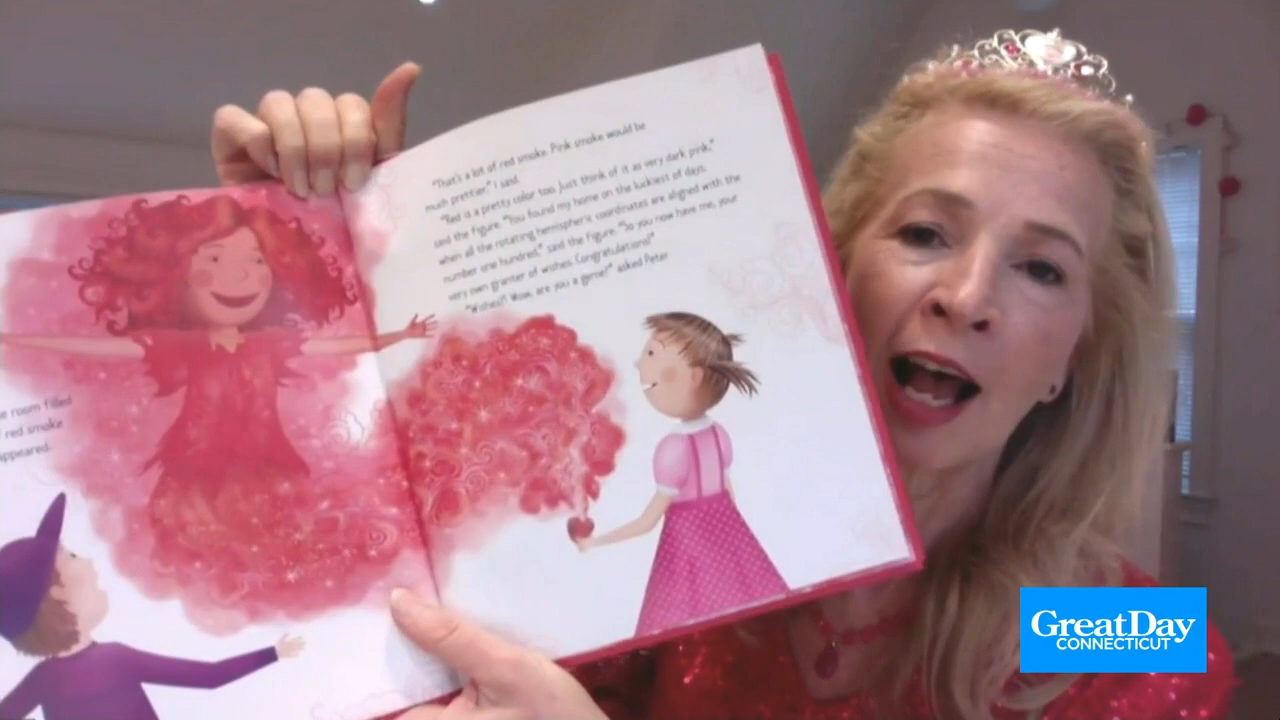 e room filled
f red smoke
ppeared.
"That's a lot of red smoke. Pink smoke would be
much prettier," I said.
"Red is a pretty color too. Just think of it as very dark pink,"
said the figure. "You found my home on the luckiest of days,
when all the rotating hemispheric coordinates are aligned with the
number one hundred," said the figure. "So you now have me, your
very own granter of wishes. Congratulations!"
"Wishes?! Wow, are you a genie?" asked Peter
GreatDay
CONNECTICUT